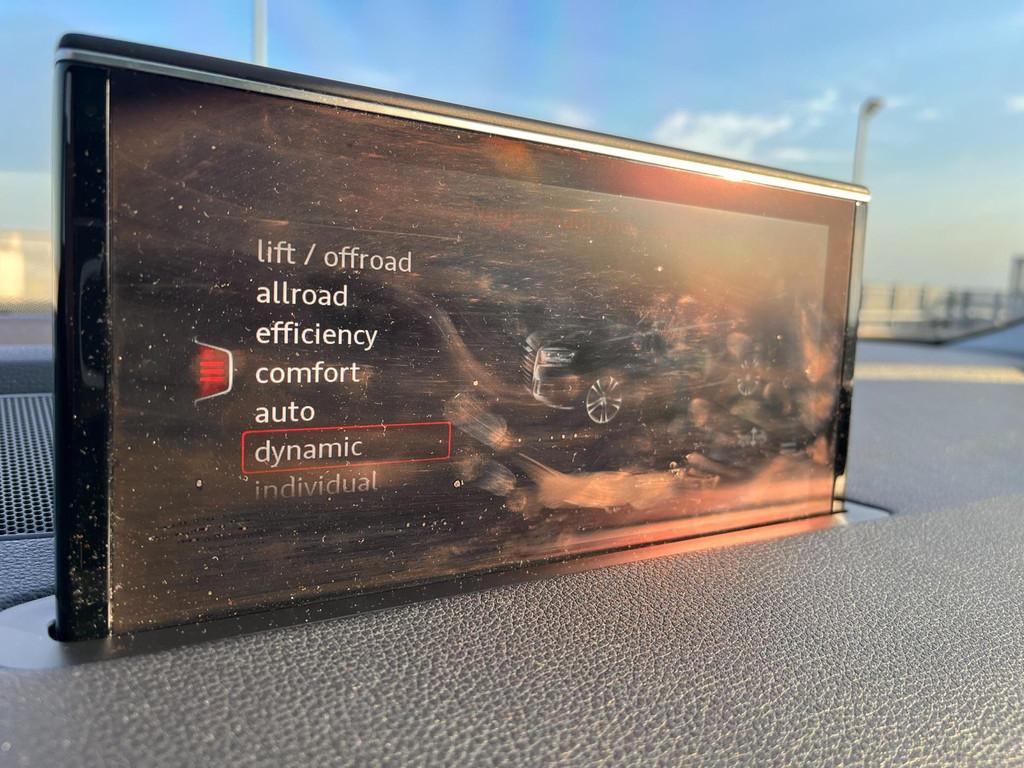 lift / offroad
allroad
efficiency
comfort
auto
dynamic
individual